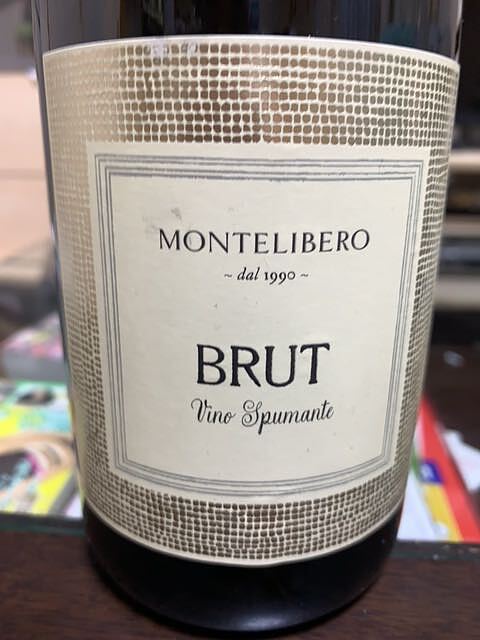 MONTELIBERO
~ dal 1990 ~
BRUT
Vino Spumante